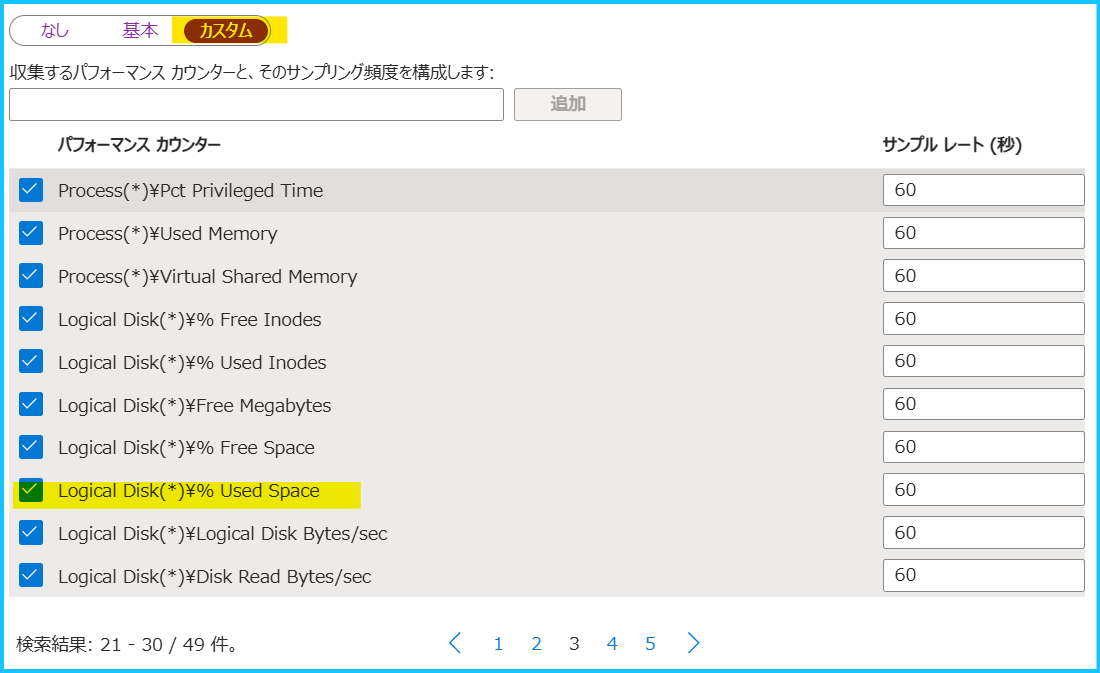 なし 基本 カスタム
収集するパフォーマンス カウンターと、そのサンプリング頻度を構成します:
追加
パフォーマンス カウンター サンプル レート (秒)
Process(*)¥Pct Privileged Time 60
Process(*)¥Used Memory 60
Process(*)¥Virtual Shared Memory 60
Logical Disk(*)¥% Free Inodes 60
Logical Disk(*)¥% Used Inodes 60
Logical Disk(*)¥Free Megabytes 60
Logical Disk(*)¥% Free Space 60
Logical Disk(*)¥% Used Space 60
Logical Disk(*)¥Logical Disk Bytes/sec 60
Logical Disk(*)¥Disk Read Bytes/sec 60
検索結果: 21 - 30 / 49 件。 1 2 3 4 5